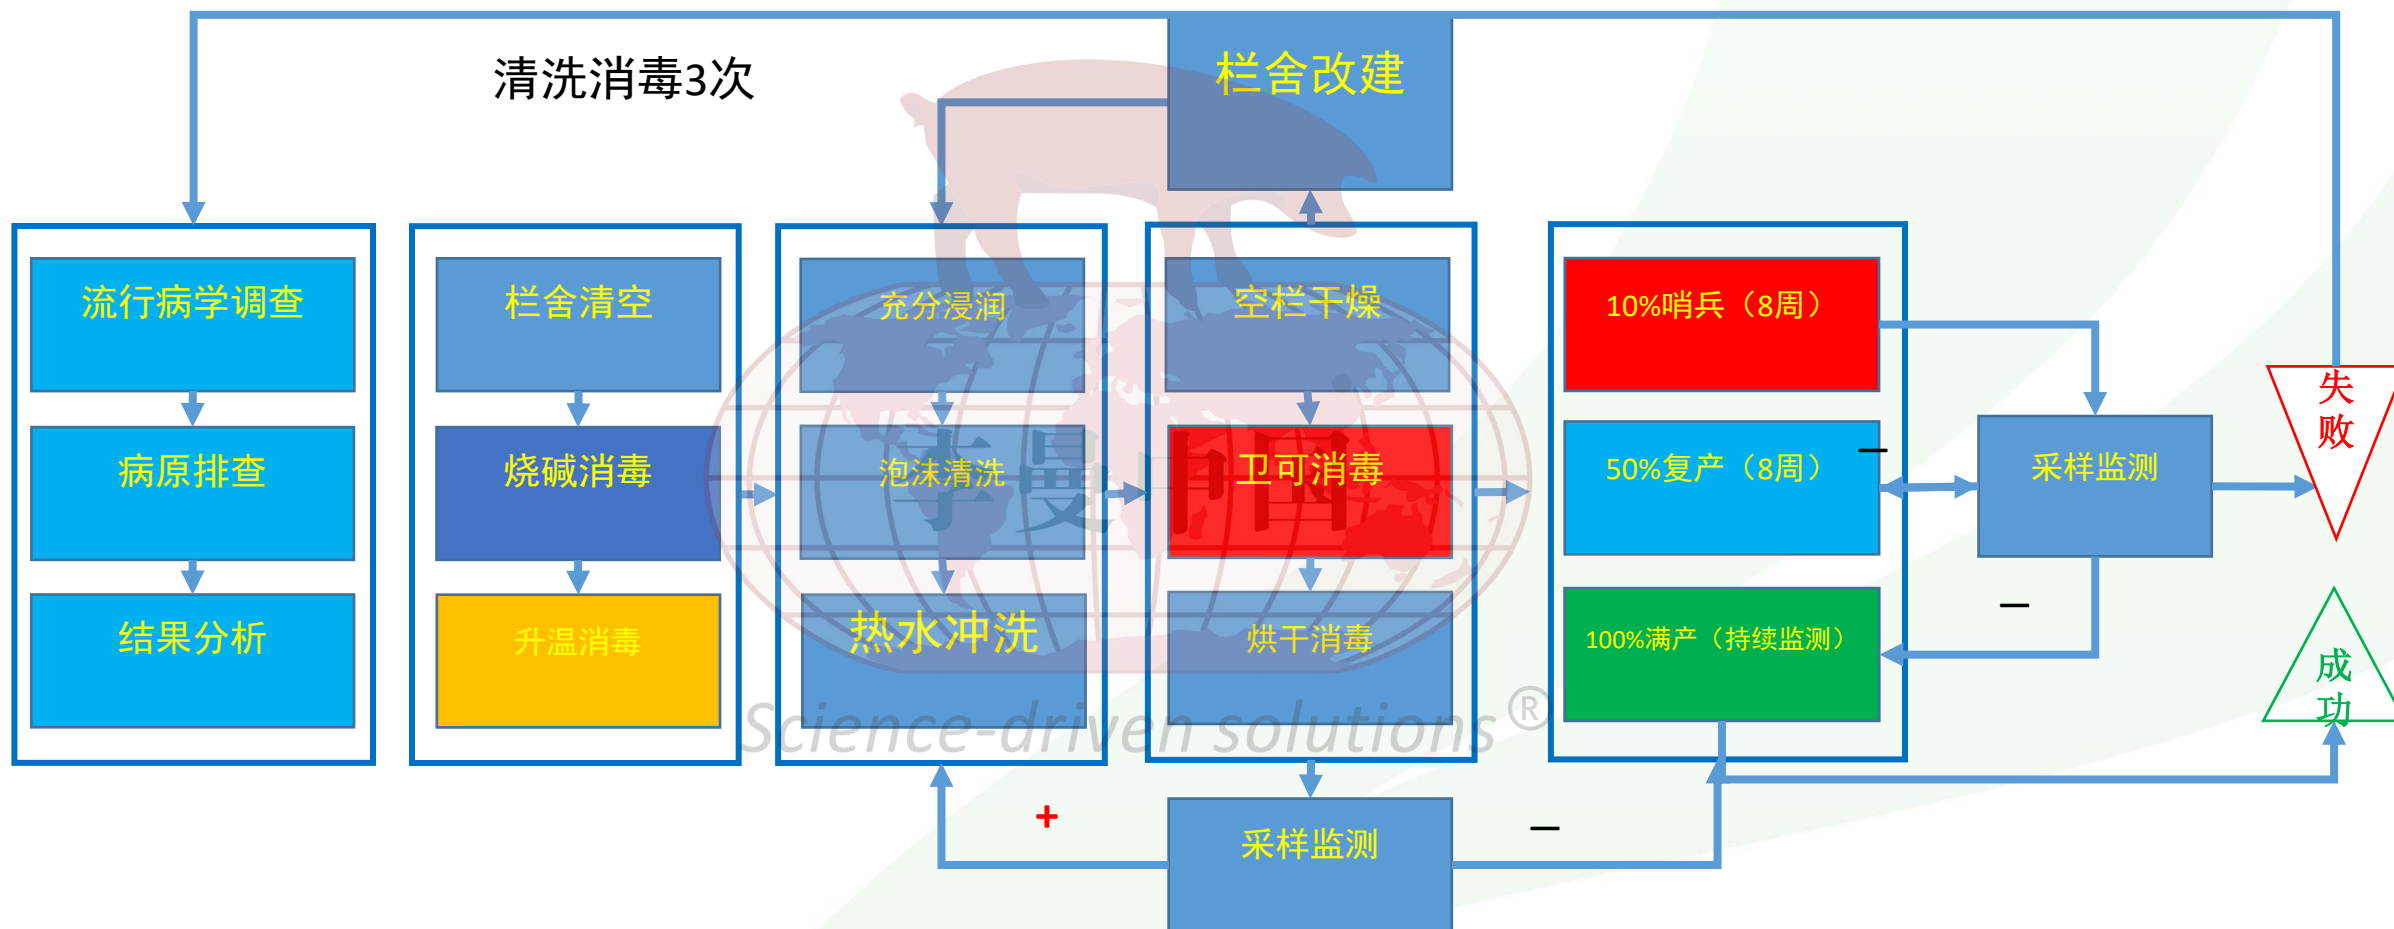 清洗消毒3次
栏舍改建
流行病学调查
病原排查
结果分析
栏舍清空
烧碱消毒
升温消毒
充分浸润
泡沫清洗
热水冲洗
空栏干燥
卫可消毒
烘干消毒
10%哨兵（8周）
50%复产（8周）
100%满产（持续监测）
—
采样监测
—
失
败
成
功
+
采样监测
—
李曼中国
Science-driven solutions®